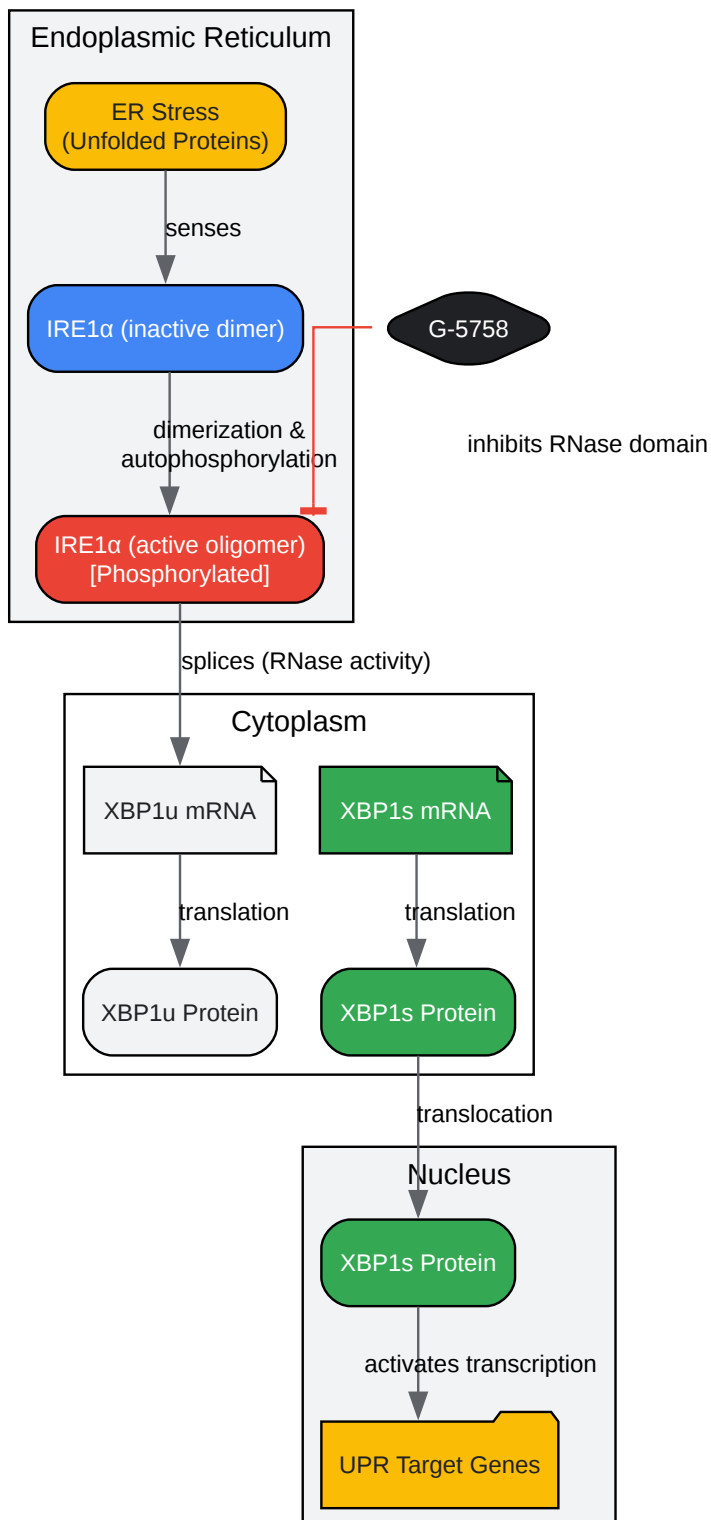 Endoplasmic Reticulum
ER Stress
(Unfolded Proteins)
senses
IRE1α (inactive dimer)
G-5758
dimerization &
autophosphorylation
inhibits RNase domain
IRE1α (active oligomer)
[Phosphorylated]
splices (RNase activity)
Cytoplasm
XBP1u mRNA
XBP1s mRNA
translation
translation
XBP1u Protein
XBP1s Protein
translocation
Nucleus
XBP1s Protein
activates transcription
UPR Target Genes